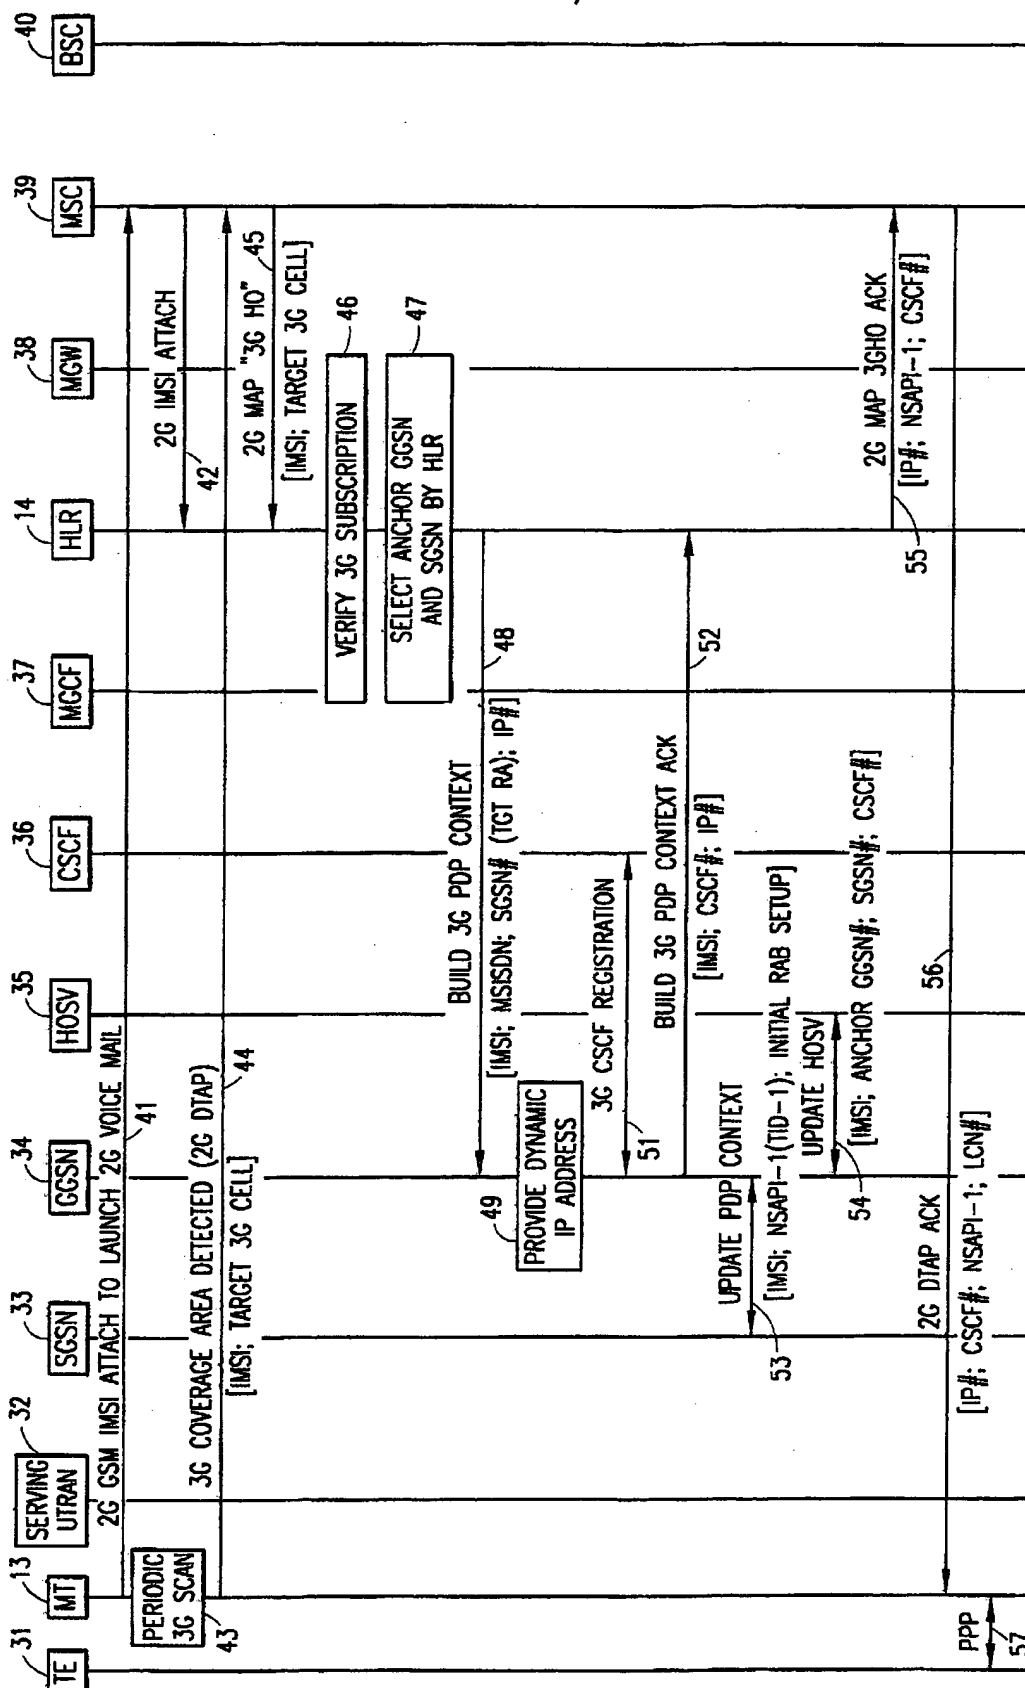 31
TE
13
MT
32
SERVING
UTRAN
33
SGSN
34
GGSN
35
HOSV
36
CSCF
37
MGCF
14
HLR
38
MGW
39
MSC
40
BSC
2G GSM IMSI ATTACH TO LAUNCH 2G VOICE MAIL
41
2G IMSI ATTACH
42
PERIODIC
3G SCAN
43
3G COVERAGE AREA DETECTED (2G DTAP)
44
[IMSI; TARGET 3G CELL]
2G MAP "3G HO"
45
[IMSI; TARGET 3G CELL]
VERIFY 3G SUBSCRIPTION
46
SELECT ANCHOR GGSN
AND SGSN BY HLR
47
BUILD 3G PDP CONTEXT
48
[IMSI; MSISDN; SGSN# (TGT RA); IP#]
49
PROVIDE DYNAMIC
IP ADDRESS
3G CSCF REGISTRATION
51
BUILD 3G PDP CONTEXT ACK
52
[IMSI; CSCF#; IP#]
UPDATE PDP CONTEXT
53
[IMSI; NSAPI-1(TID-1); INITIAL RAB SETUP]
UPDATE HOSV
54
[IMSI; ANCHOR GGSN#; SGSN#; CSCF#]
2G MAP 3GHO ACK
55
[IP#; NSAPI-1; CSCF#]
2G DTAP ACK
56
[IP#; CSCF#; NSAPI-1; LCN#]
PPP
57